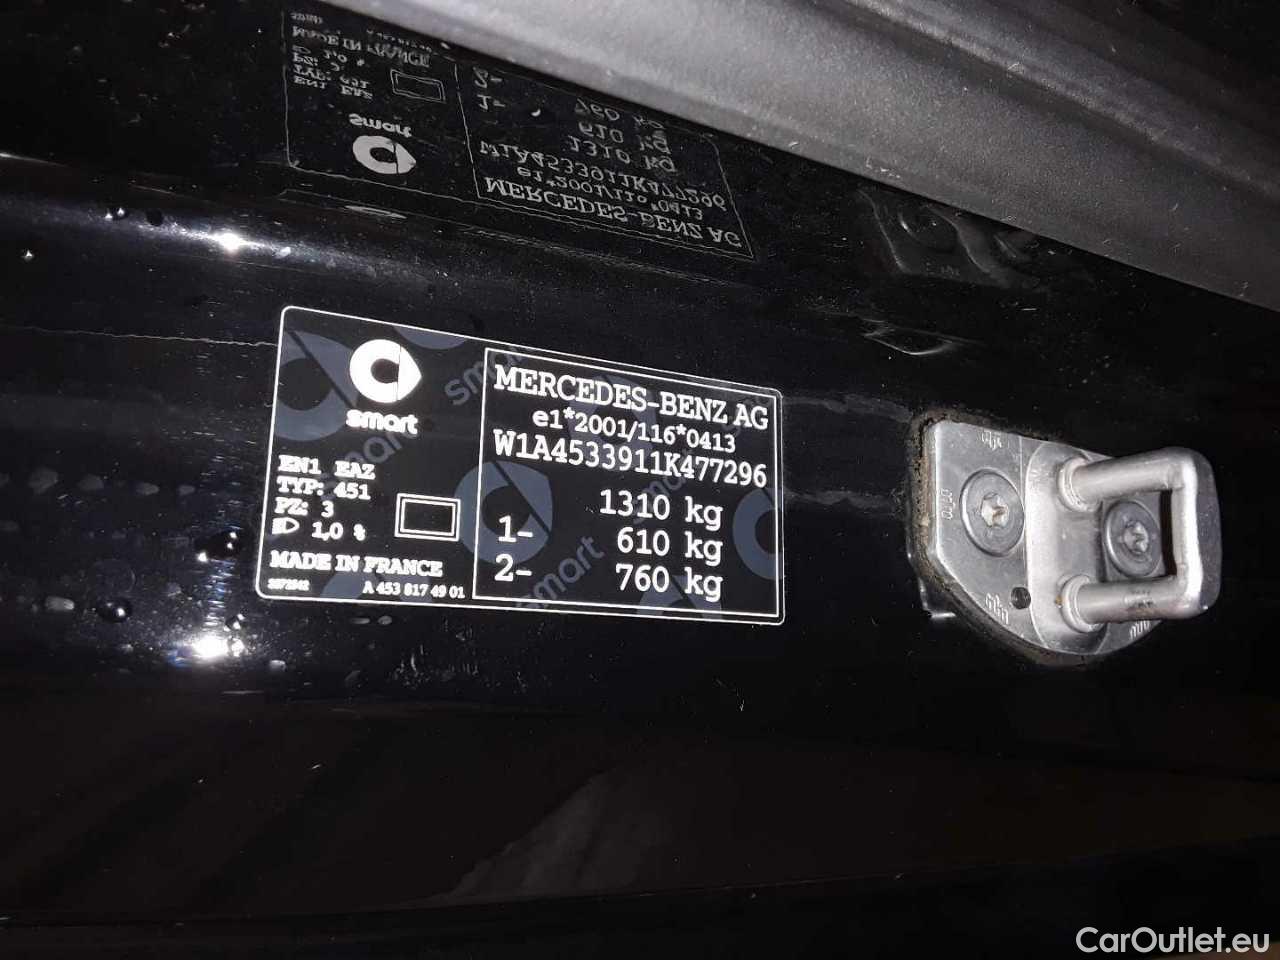 smart
EN1 EAZ
TYP: 451
PZ: 3
1,0 %
MADE IN FRANCE
A 453 817 49 01
MERCEDES-BENZ AG
e1*2001/116*0413
W1A4533911K477296
1310 kg
1- 610 kg
2- 760 kg
CarOutlet.eu